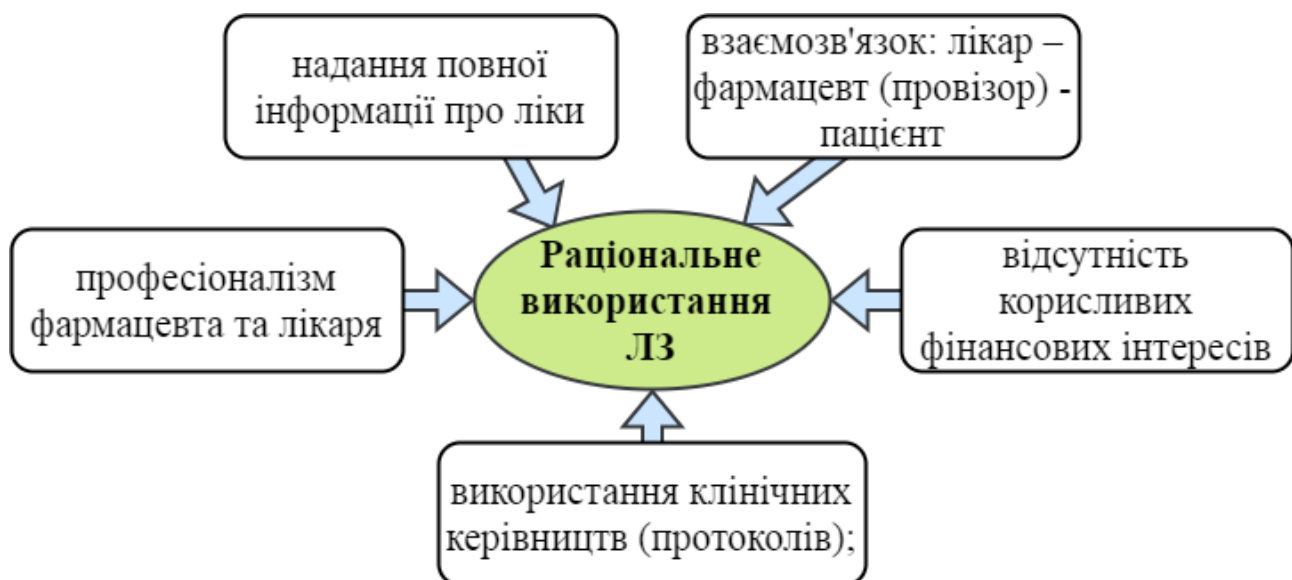 надання повної
інформації про ліки
взаємозв'язок: лікар –
фармацевт (провізор) -
пацієнт
професіоналізм
фармацевта та лікаря
Раціональне
використання
ЛЗ
відсутність
корисливих
фінансових інтересів
використання клінічних
керівництв (протоколів);